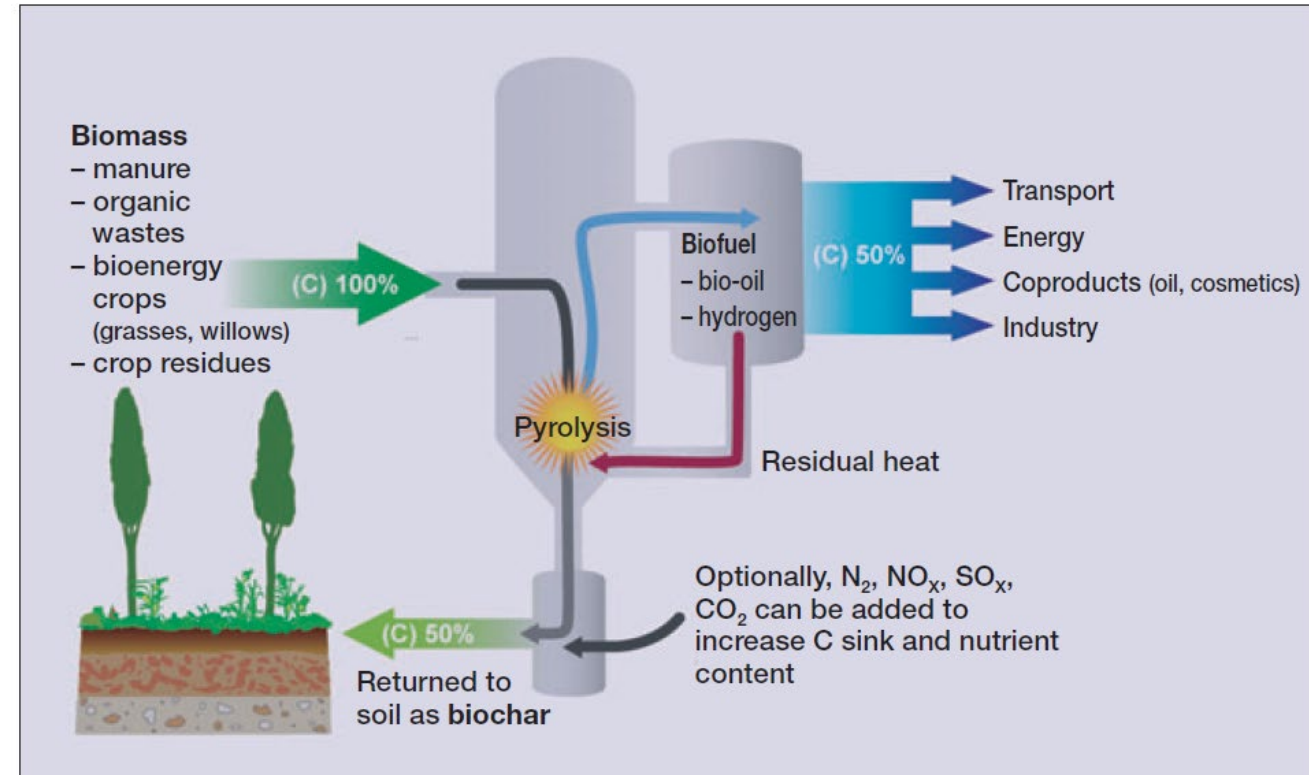 Biomass
– manure
– organic
wastes
– bioenergy
crops
(grasses, willows)
– crop residues
(C) 100%
Pyrolysis
Biofuel
– bio-oil
– hydrogen
(C) 50%
Transport
Energy
Coproducts (oil, cosmetics)
Industry
Residual heat
Optionally, N₂, NOₓ, SOₓ,
CO₂ can be added to
increase C sink and nutrient
content
(C) 50%
Returned to
soil as biochar